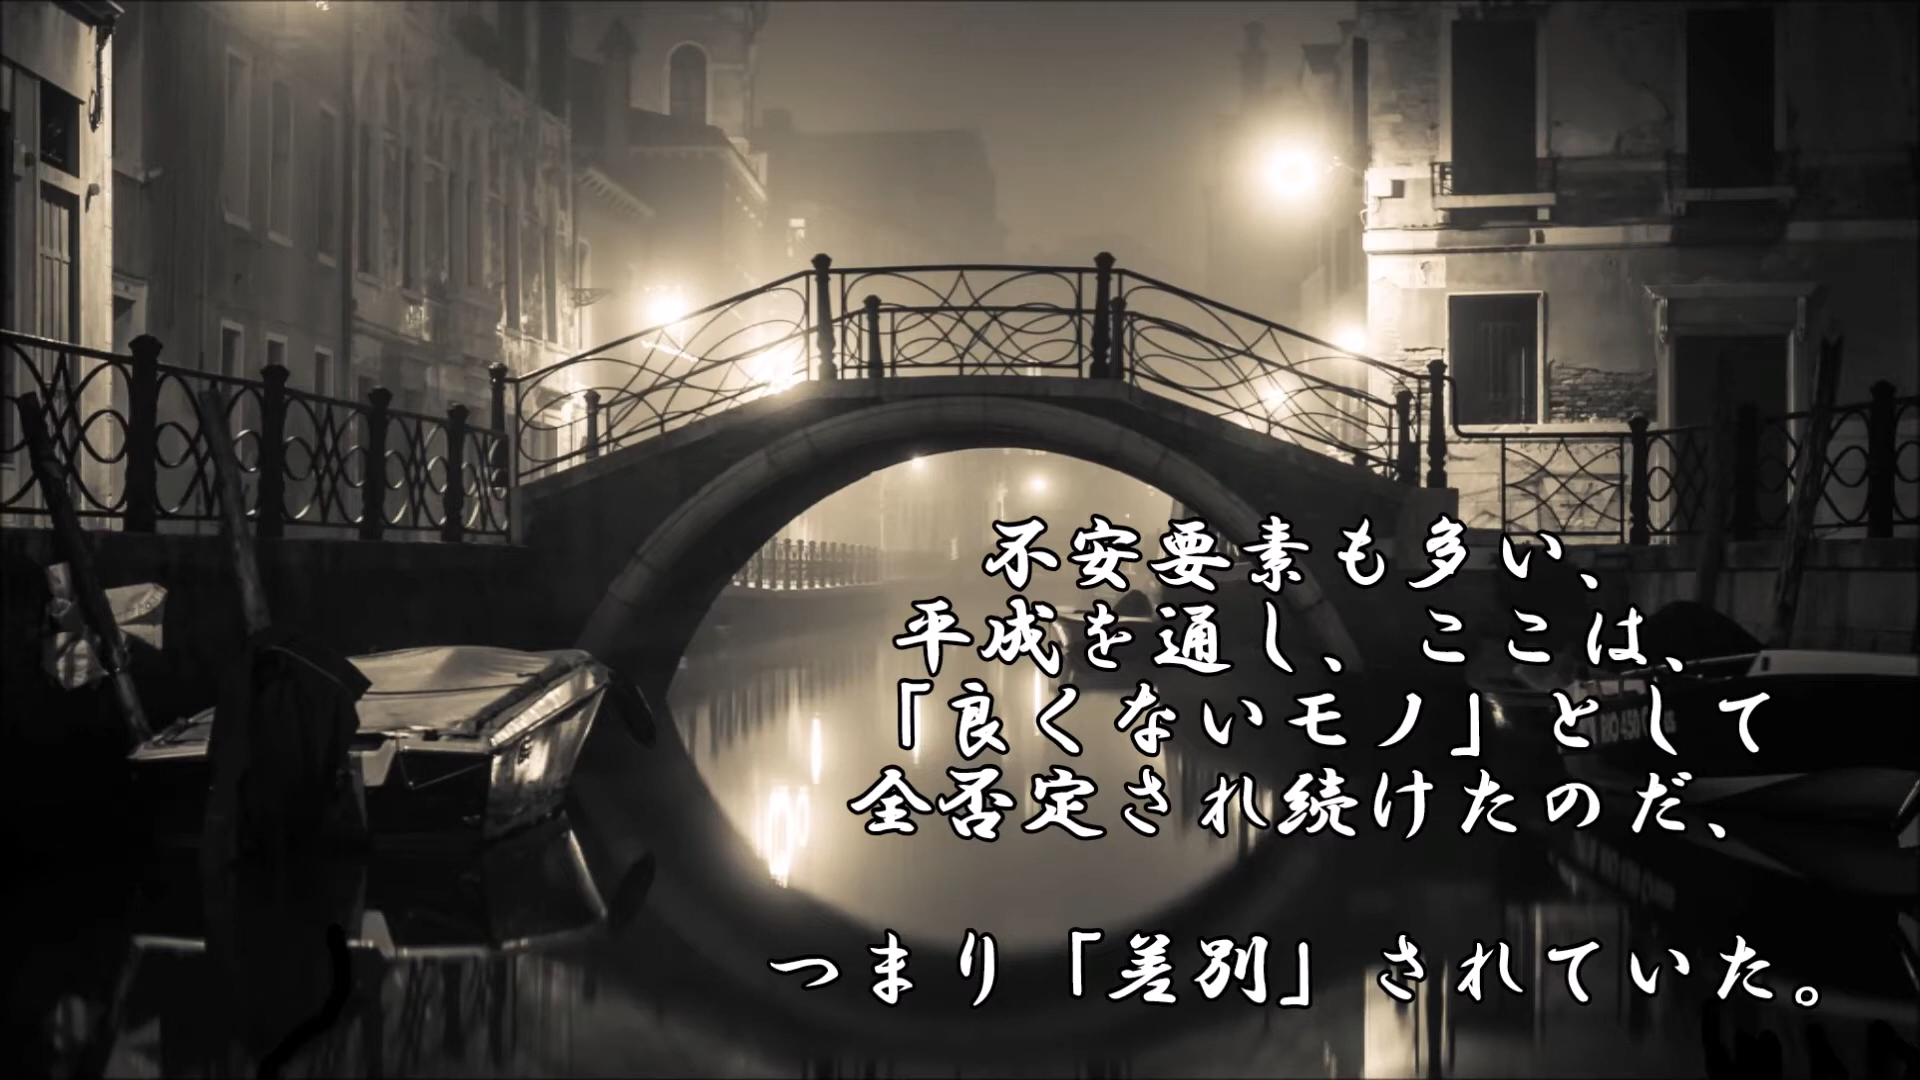 不安要素も多い、
平成を通し、ここは、
「良くないモノ」として
全否定され続けたのだ、
つまり「差別」されていた。